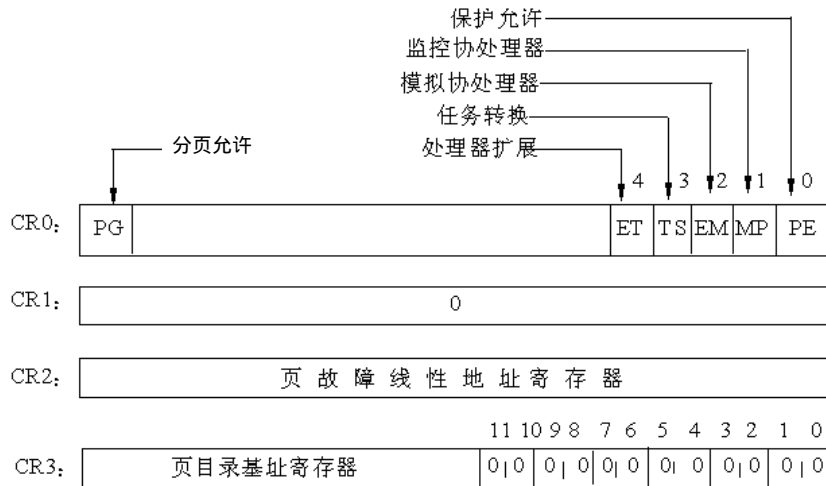 保护允许
监控协处理器
模拟协处理器
任务转换
分页允许
处理器扩展
4 3 2 1 0
CR0: PG ET TS EM MP PE
CR1: 0
CR2: 页故障线性地址寄存器
11 10 9 8 7 6 5 4 3 2 1 0
CR3: 页目录基址寄存器 0 0 0 0 0 0 0 0 0 0 0 0